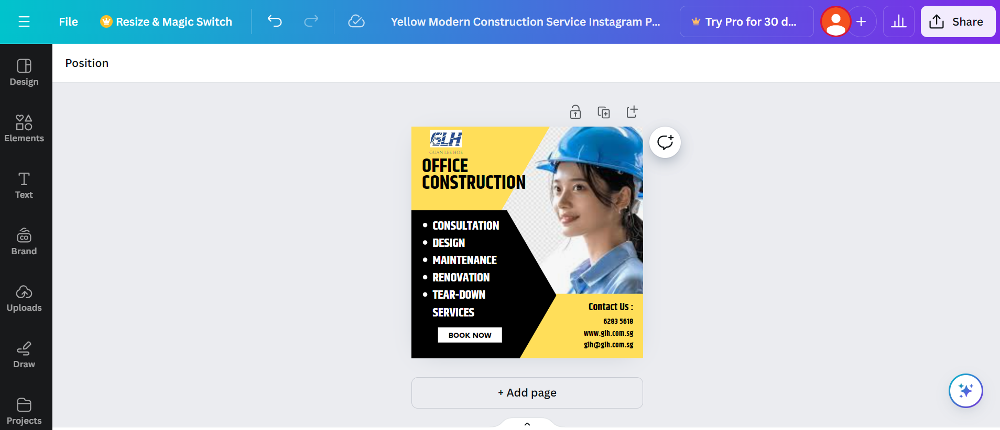 File
Resize & Magic Switch
Yellow Modern Construction Service Instagram P...
Try Pro for 30 d...
Share
Position
Design
Elements
Text
Brand
Uploads
Draw
Projects
GLH
GUAN LEE HOE
OFFICE
CONSTRUCTION
• CONSULTATION
• DESIGN
• MAINTENANCE
• RENOVATION
• TEAR-DOWN
SERVICES
BOOK NOW
Contact Us :
6283 5618
www.glh.com.sg
glh@glh.com.sg
+ Add page